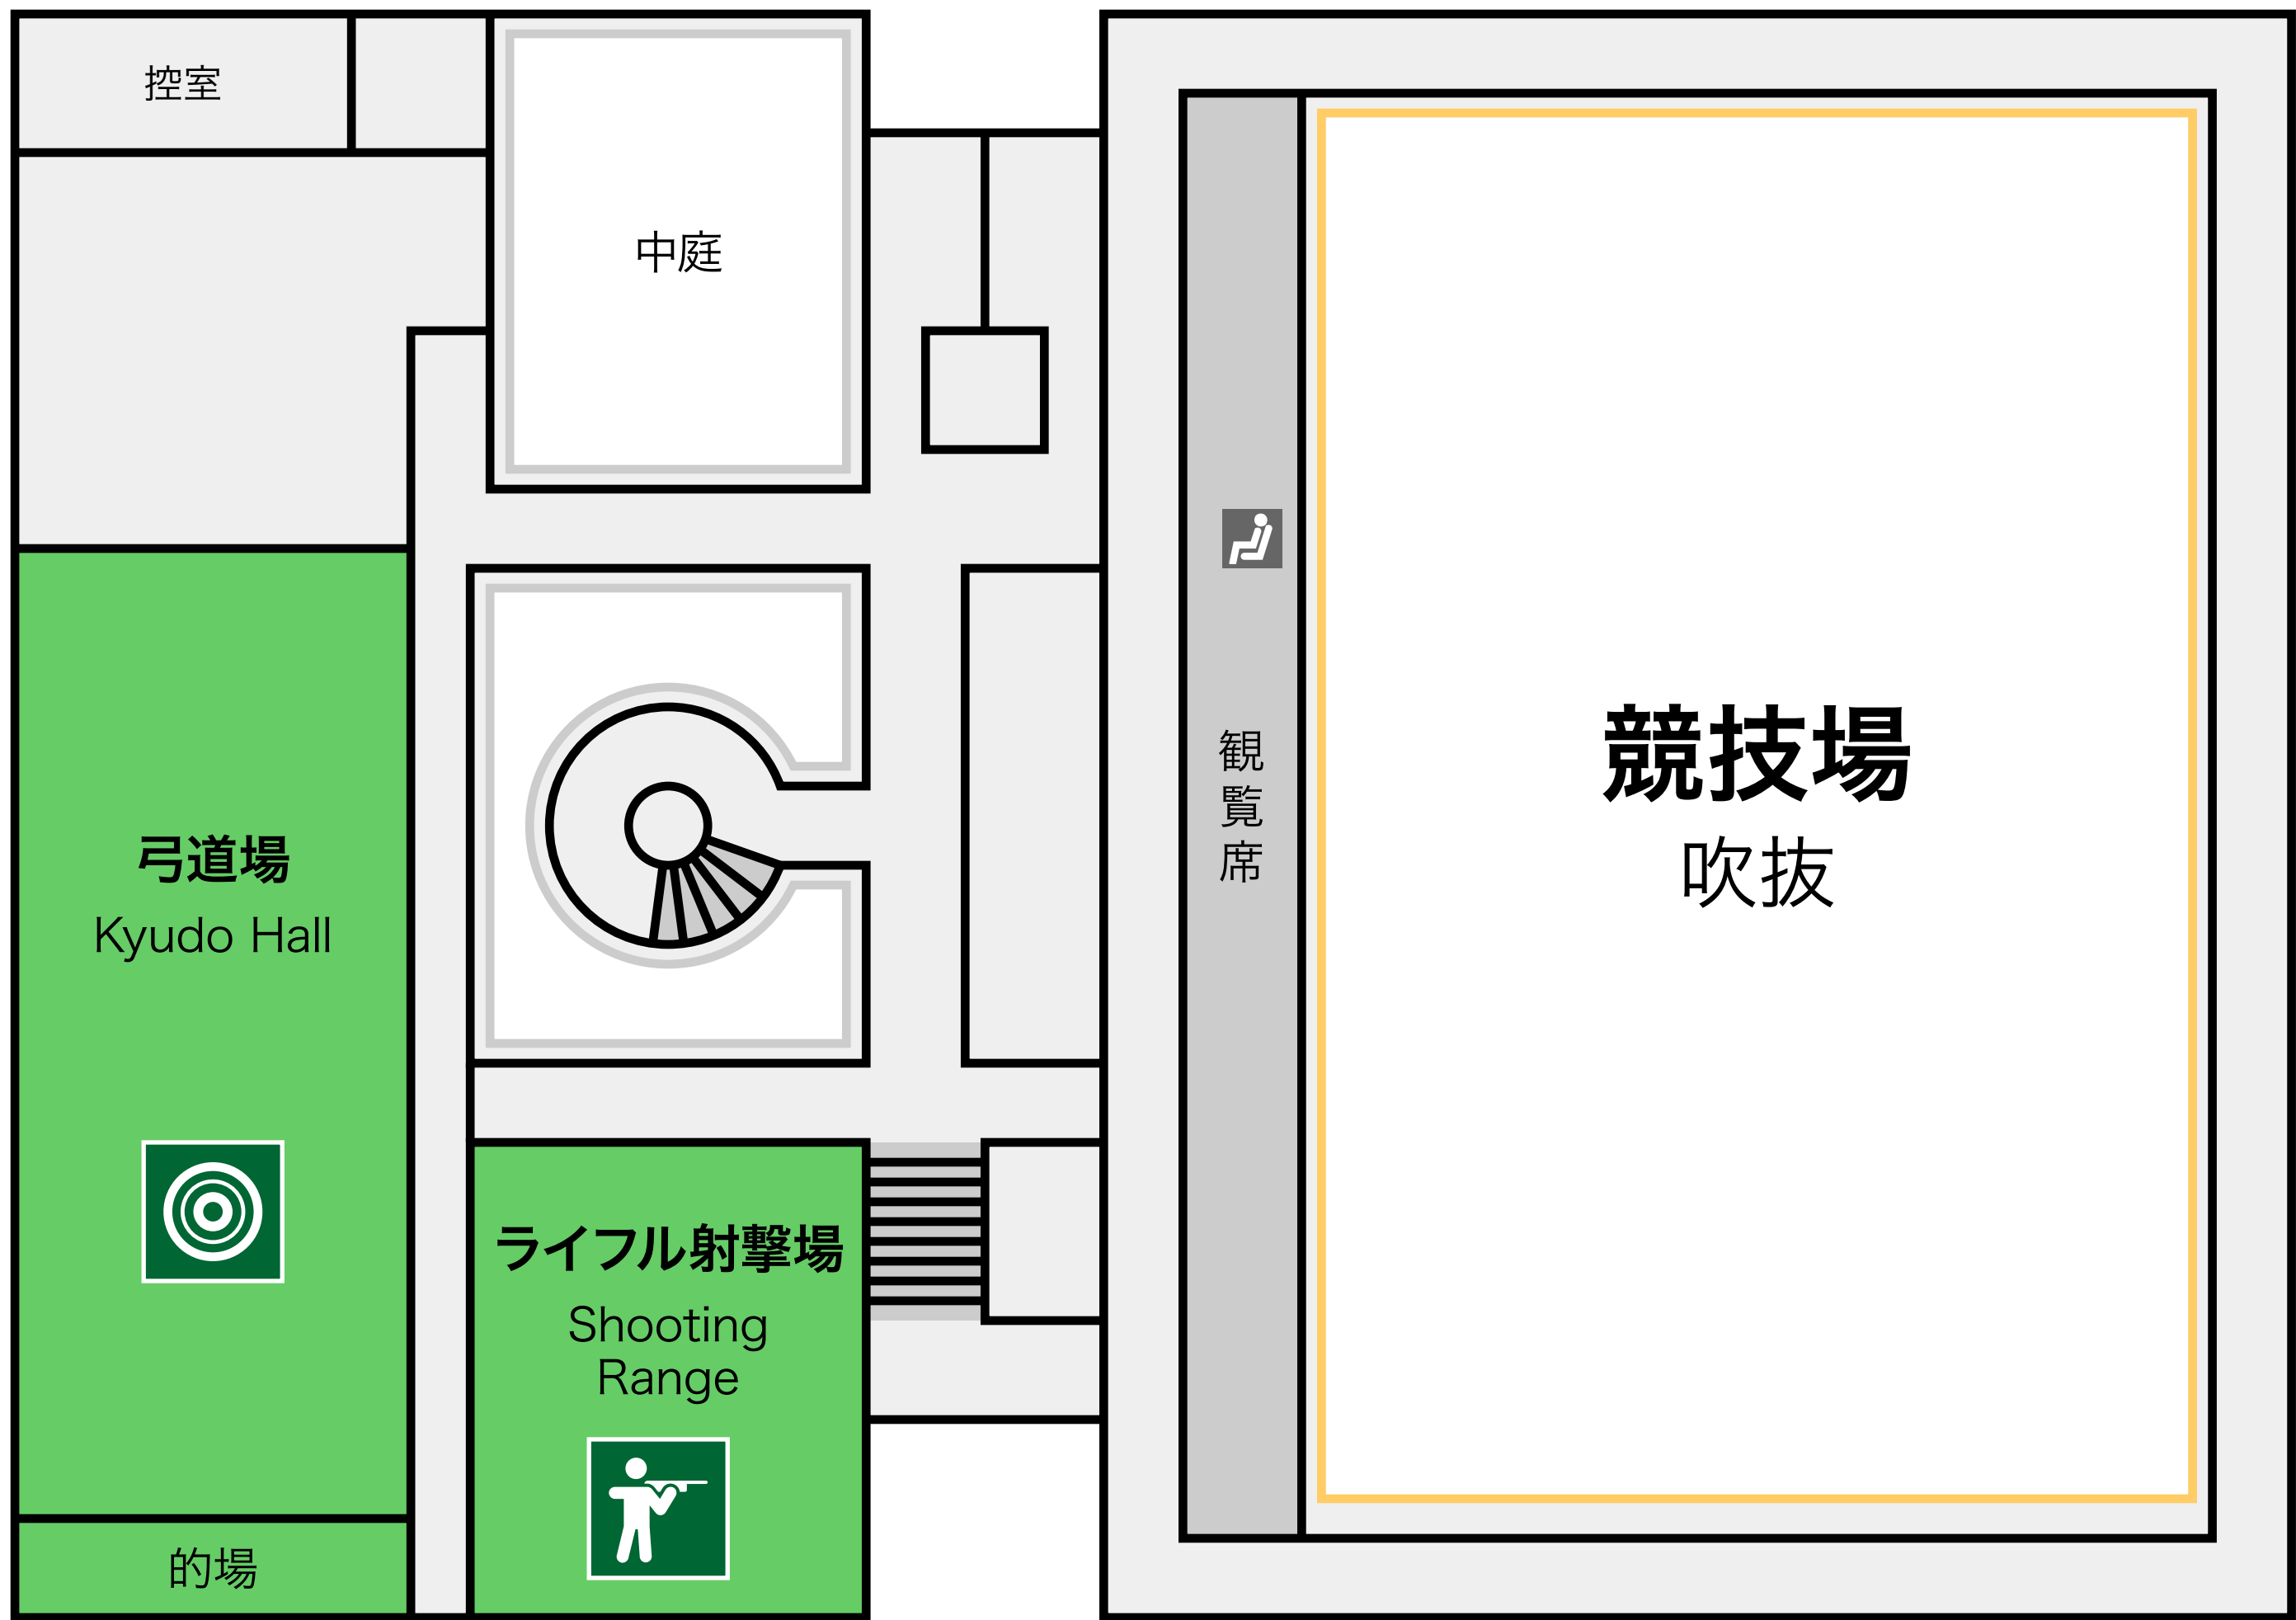 控室
中庭
観覧席
競技場
吹抜
弓道場
Kyudo Hall
ライフル射撃場
Shooting
Range
的場